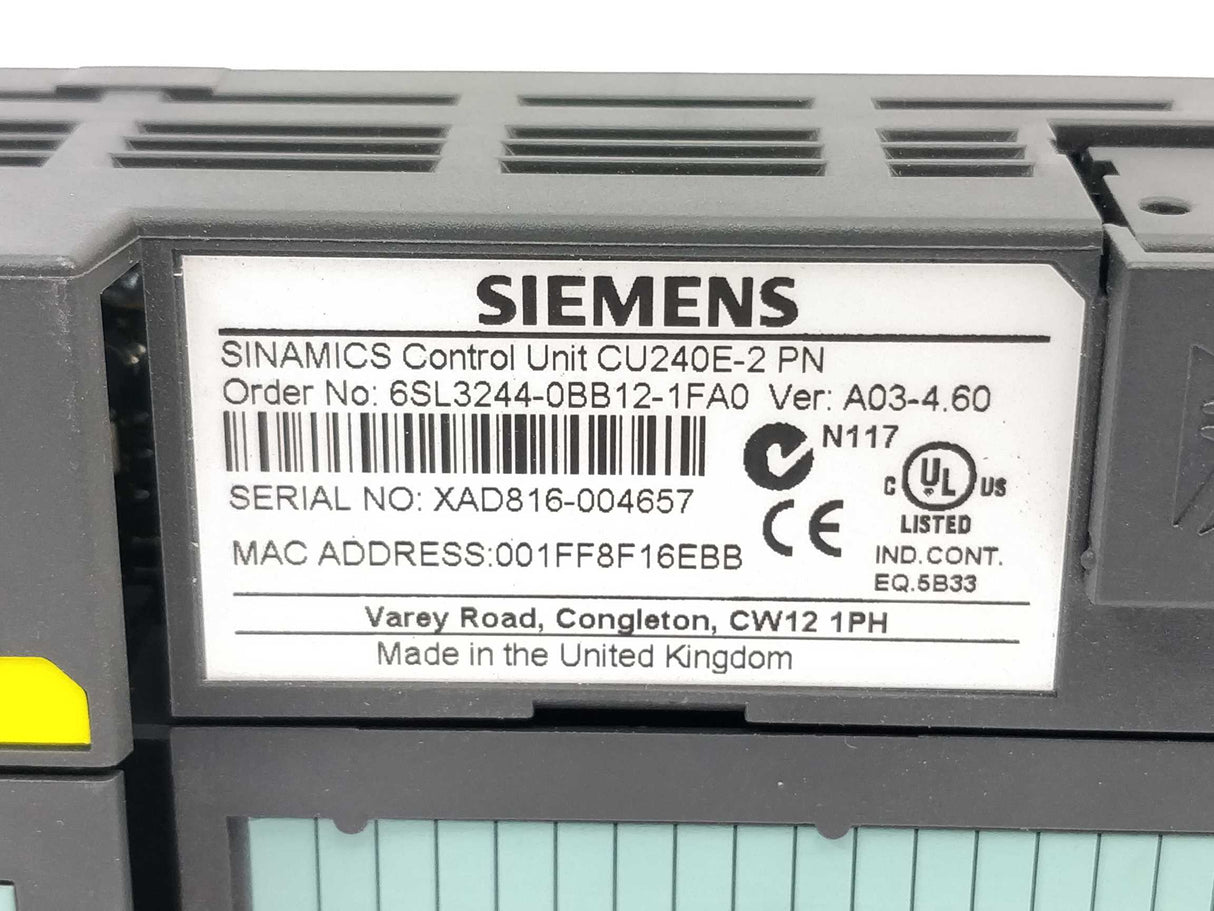 SIEMENS
SINAMICS Control Unit CU240E-2 PN
Order No: 6SL3244-0BB12-1FA0 Ver: A03-4.60
N117
SERIAL NO: XAD816-004657
C UL US
LISTED
CE
MAC ADDRESS:001FF8F16EBB
IND.CONT.
EQ.5B33
Varey Road, Congleton, CW12 1PH
Made in the United Kingdom